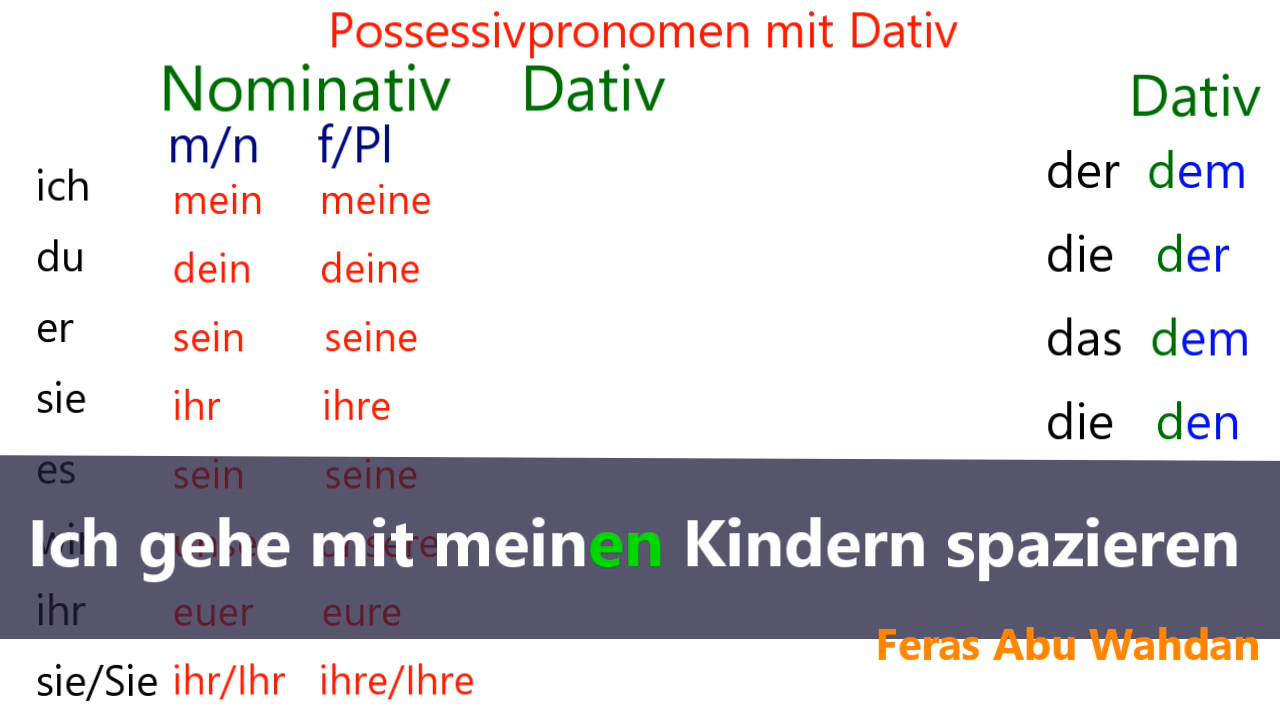 Possessivpronomen mit Dativ
Nominativ Dativ Dativ
m/n f/Pl
ich mein meine der dem
du dein deine die der
er sein seine das dem
sie ihr ihre die den
es sein seine
Ich gehe mit meinen Kindern spazieren
ihr euer eure
Feras Abu Wahdan
sie/Sie ihr/Ihr ihre/Ihre